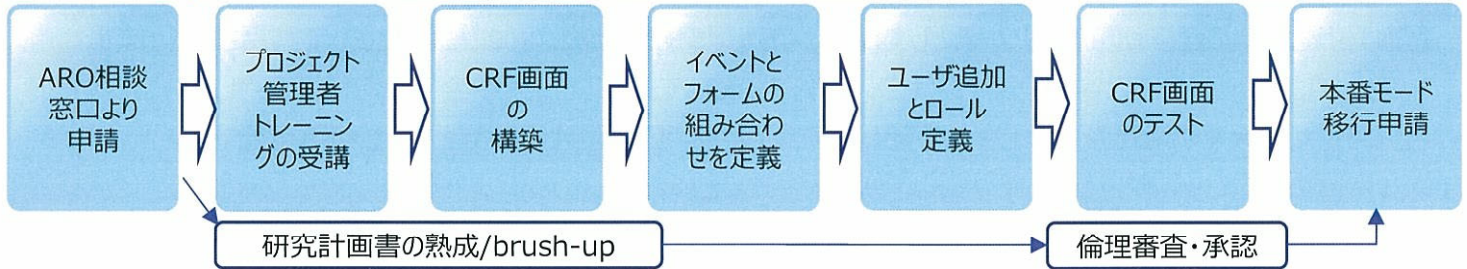 ARO相談
窓口より
申請
プロジェクト
管理者
トレーニン
グの受講
CRF画面
の
構築
イベントと
フォームの
組み合わ
せを定義
ユーザ追加
とロール
定義
CRF画面
のテスト
本番モード
移行申請
研究計画書の熟成/brush-up
倫理審査・承認